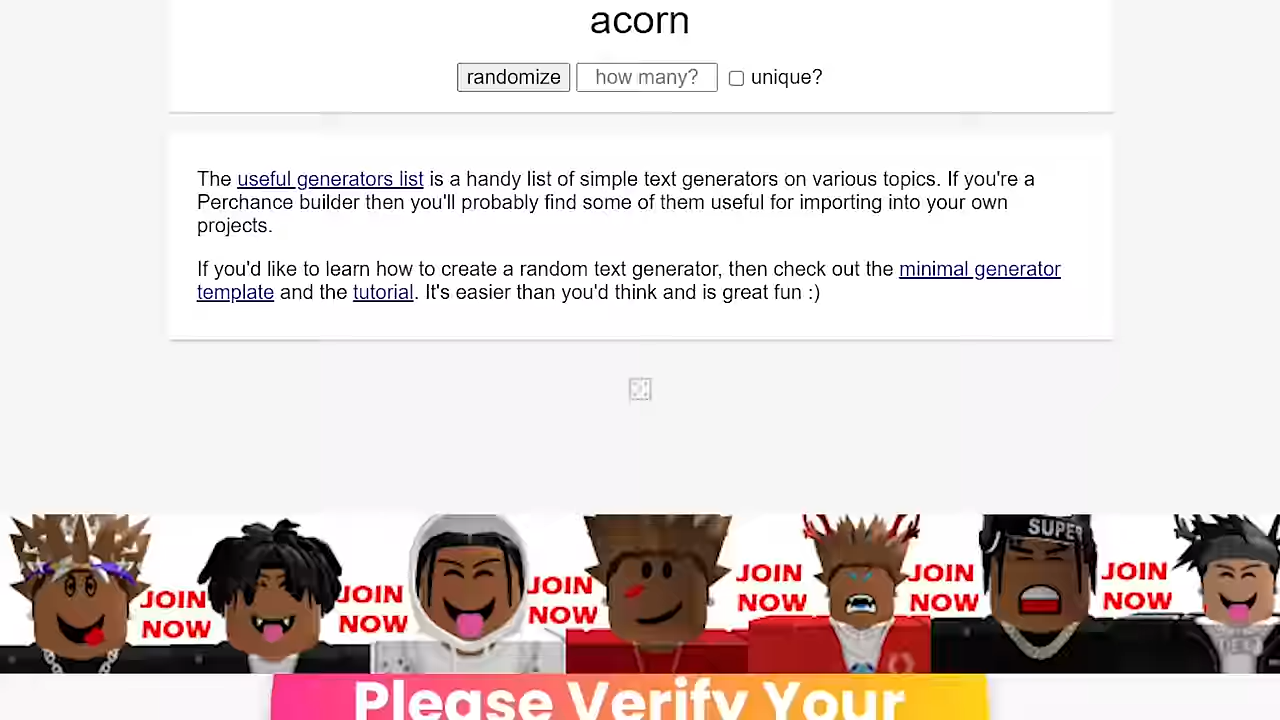 acorn
randomize how many? unique?
The useful generators list is a handy list of simple text generators on various topics. If you're a
Perchance builder then you'll probably find some of them useful for importing into your own
projects.
If you'd like to learn how to create a random text generator, then check out the minimal generator
template and the tutorial. It's easier than you'd think and is great fun :)
SUPER
JOIN
NOW
JOIN
NOW
JOIN
NOW
JOIN
NOW
JOIN
NOW
JOIN
NOW
Please Verify Your